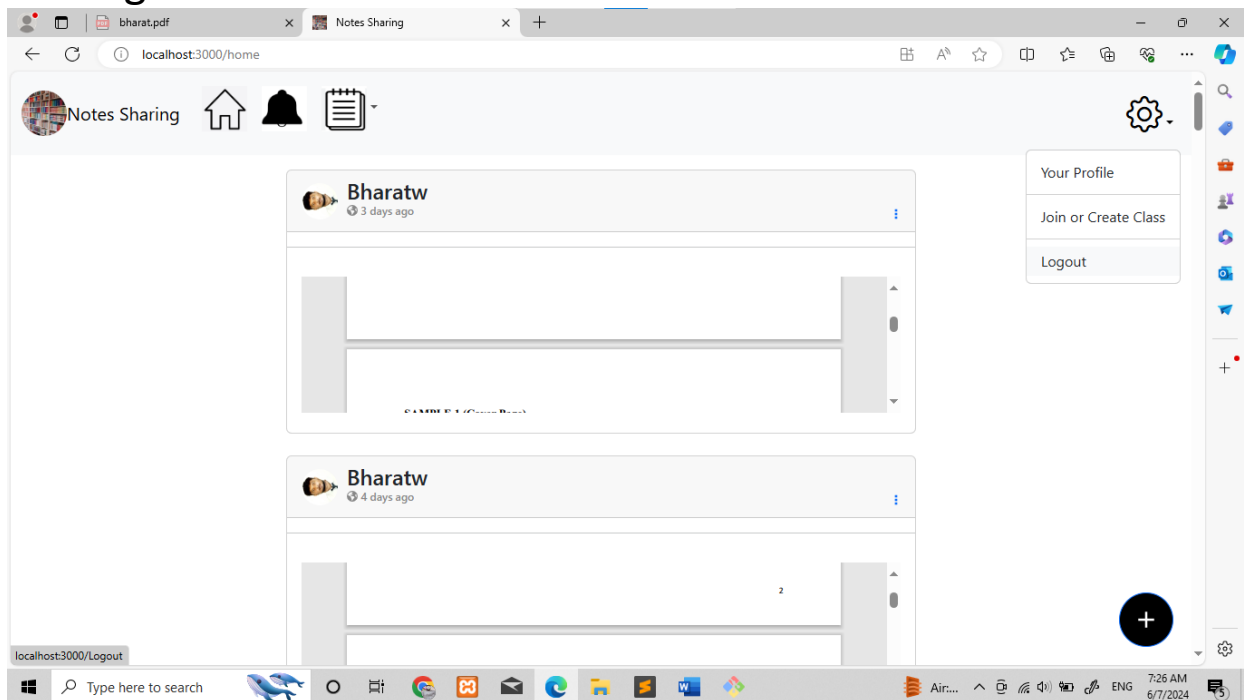 bharat.pdf
Notes Sharing
localhost:3000/home
Notes Sharing
Your Profile
Join or Create Class
Logout
Bharatw
3 days ago
SAMPLE 1 (Cover Page)
Bharatw
4 days ago
2
localhost:3000/Logout
Type here to search
Air:...
ENG
7:26 AM
6/7/2024
5